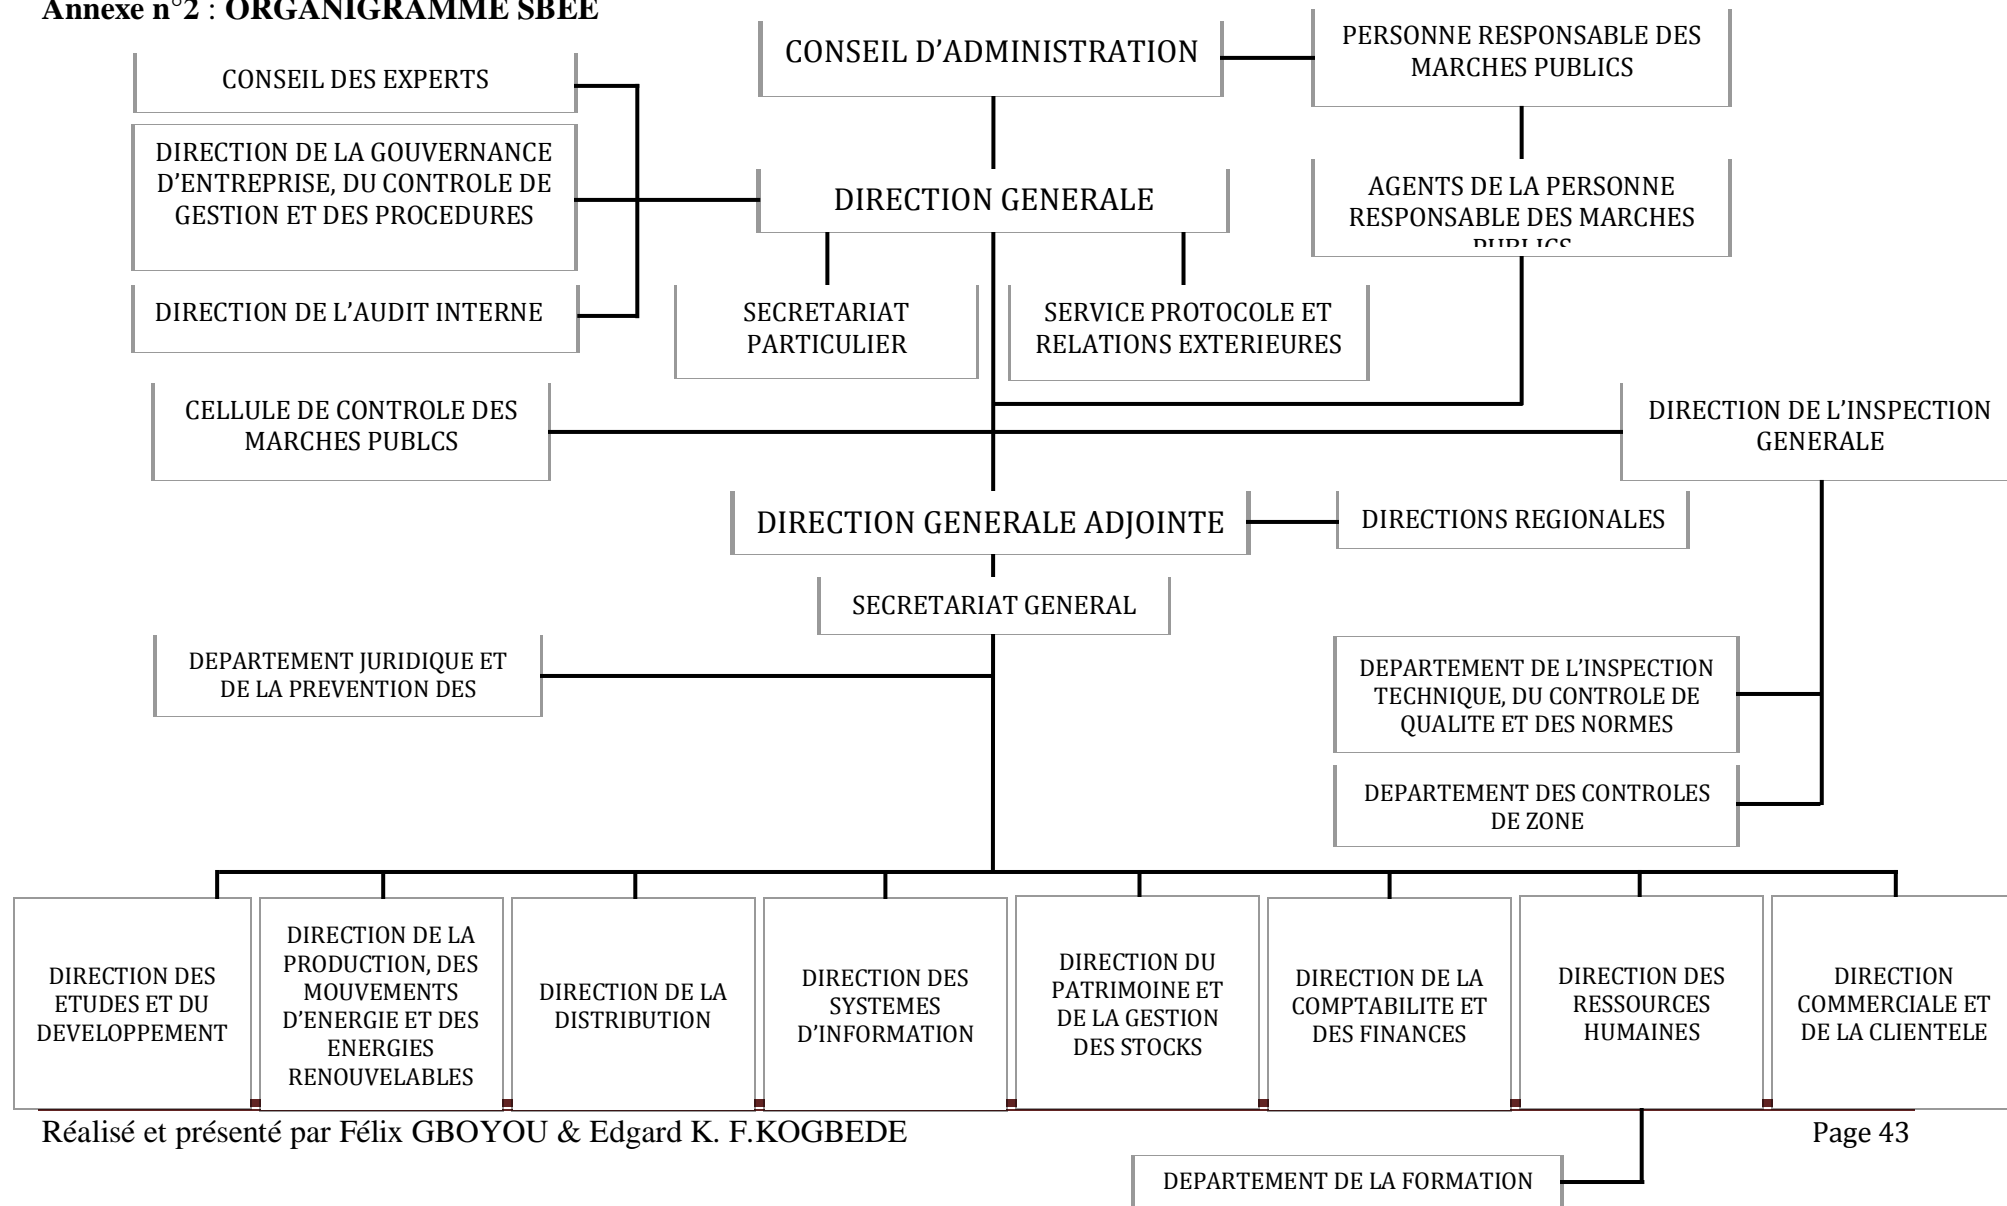 Annexe n°2 : ORGANIGRAMME SBEE
CONSEIL D’ADMINISTRATION
PERSONNE RESPONSABLE DES
MARCHES PUBLICS
CONSEIL DES EXPERTS
DIRECTION DE LA GOUVERNANCE
D’ENTREPRISE, DU CONTROLE DE
GESTION ET DES PROCEDURES
DIRECTION GENERALE
AGENTS DE LA PERSONNE
RESPONSABLE DES MARCHES
PUBLICS
DIRECTION DE L’AUDIT INTERNE
SECRETARIAT
PARTICULIER
SERVICE PROTOCOLE ET
RELATIONS EXTERIEURES
CELLULE DE CONTROLE DES
MARCHES PUBLCS
DIRECTION DE L’INSPECTION
GENERALE
DIRECTION GENERALE ADJOINTE
DIRECTIONS REGIONALES
SECRETARIAT GENERAL
DEPARTEMENT JURIDIQUE ET
DE LA PREVENTION DES
DEPARTEMENT DE L’INSPECTION
TECHNIQUE, DU CONTROLE DE
QUALITE ET DES NORMES
DEPARTEMENT DES CONTROLES
DE ZONE
DIRECTION DES
ETUDES ET DU
DEVELOPPEMENT
DIRECTION DE LA
PRODUCTION, DES
MOUVEMENTS
D’ENERGIE ET DES
ENERGIES
RENOUVELABLES
DIRECTION DE LA
DISTRIBUTION
DIRECTION DES
SYSTEMES
D’INFORMATION
DIRECTION DU
PATRIMOINE ET
DE LA GESTION
DES STOCKS
DIRECTION DE LA
COMPTABILITE ET
DES FINANCES
DIRECTION DES
RESSOURCES
HUMAINES
DIRECTION
COMMERCIALE ET
DE LA CLIENTELE
Réalisé et présenté par Félix GBOYOU & Edgard K. F.KOGBEDE
Page 43
DEPARTEMENT DE LA FORMATION